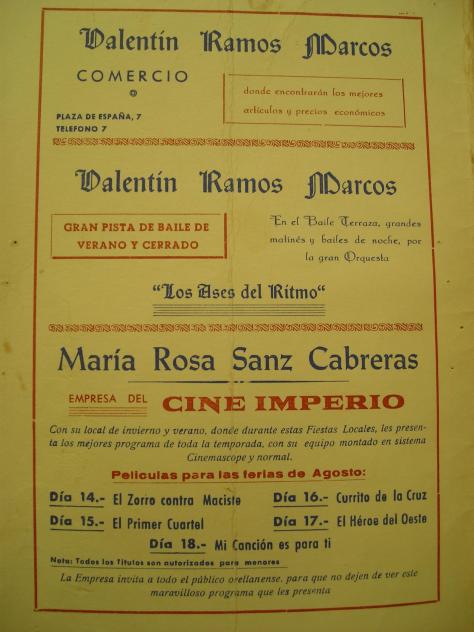 Valentín Ramos Marcos
COMERCIO
PLAZA DE ESPAÑA, 7
TELEFONO 7
donde encontrarán los mejores
artículos y precios económicos
Valentín Ramos Marcos
GRAN PISTA DE BAILE DE
VERANO Y CERRADO
En el Baile Terraza, grandes
matinés y bailes de noche, por
la gran Orquesta
"Los Ases del Ritmo"
María Rosa Sanz Cabreras
EMPRESA DEL CINE IMPERIO
Con su local de invierno y verano, donde durante estas Fiestas Locales, les presen-
ta los mejores programa de toda la temporada, con su equipo montado en sistema
Cinemascope y normal.
Películas para las ferias de Agosto:
Día 14.- El Zorro contra Maciste
Día 16.- Currito de la Cruz
Día 15.- El Primer Cuartel
Día 17.- El Héroe del Oeste
Día 18.- Mi Canción es para ti
Nota: Todos los Títulos son autorizados para menores
La Empresa invita a todo el público orellanense, para que no dejen de ver este
maravilloso programa que les presenta